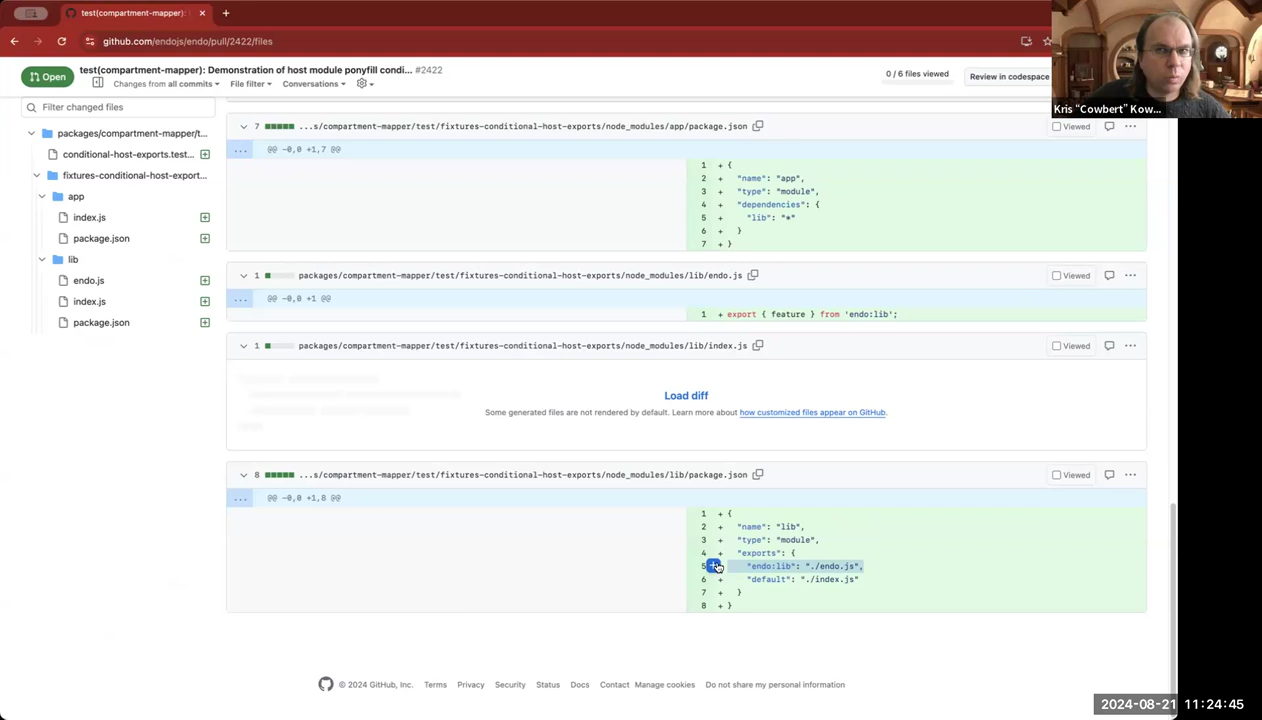 test(compartment-mapper):
github.com/endojs/endo/pull/2422/files
Open
test(compartment-mapper): Demonstration of host module ponyfill condi... #2422
Changes from all commits
File filter
Conversations
0 / 6 files viewed
Review in codespace
Kris "Cowbert" Kow...
Filter changed files
packages/compartment-mapper/t...
conditional-host-exports.test...
fixtures-conditional-host-export...
app
index.js
package.json
lib
endo.js
index.js
package.json
7 ...s/compartment-mapper/test/fixtures-conditional-host-exports/node_modules/app/package.json
Viewed
... @@ -0,0 +1,7 @@
1 + {
2 + "name": "app",
3 + "type": "module",
4 + "dependencies": {
5 + "lib": "*"
6 + }
7 + }
1 packages/compartment-mapper/test/fixtures-conditional-host-exports/node_modules/lib/endo.js
Viewed
... @@ -0,0 +1 @@
1 + export { feature } from 'endo:lib';
1 packages/compartment-mapper/test/fixtures-conditional-host-exports/node_modules/lib/index.js
Viewed
Load diff
Some generated files are not rendered by default. Learn more about how customized files appear on GitHub.
8 ...s/compartment-mapper/test/fixtures-conditional-host-exports/node_modules/lib/package.json
Viewed
... @@ -0,0 +1,8 @@
1 + {
2 + "name": "lib",
3 + "type": "module",
4 + "exports": {
5 + "endo:lib": "./endo.js",
6 + "default": "./index.js"
7 + }
8 + }
© 2024 GitHub, Inc. Terms Privacy Security Status Docs Contact Manage cookies Do not share my personal information
2024-08-21 11:24:45